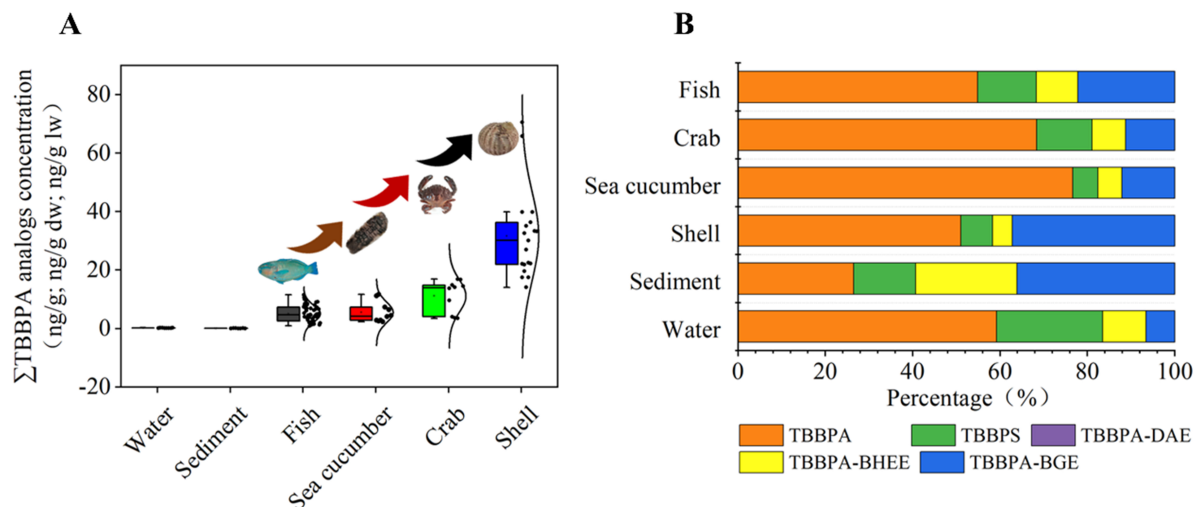 A
∑TBBPA analogs concentration
（ng/g; ng/g dw; ng/g lw）
80
60
40
20
0
-20
Water
Sediment
Fish
Sea cucumber
Crab
Shell
B
Fish
Crab
Sea cucumber
Shell
Sediment
Water
0 20 40 60 80 100
Percentage（%）
TBBPA TBBPS TBBPA-DAE
TBBPA-BHEE TBBPA-BGE